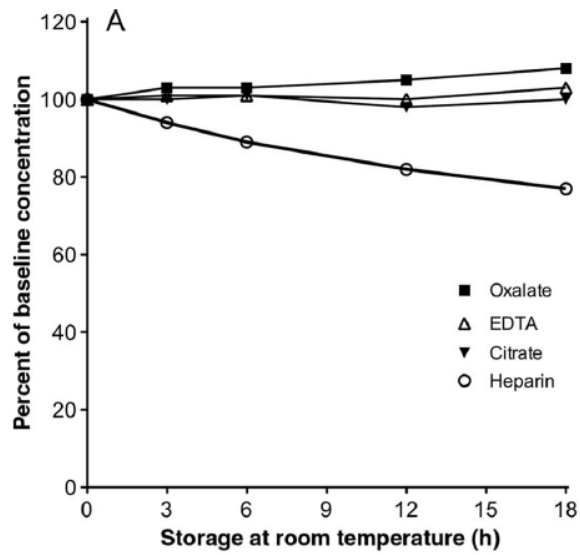 A
120
100
80
60
40
20
0
Percent of baseline concentration
Oxalate
EDTA
Citrate
Heparin
0 3 6 9 12 15 18
Storage at room temperature (h)